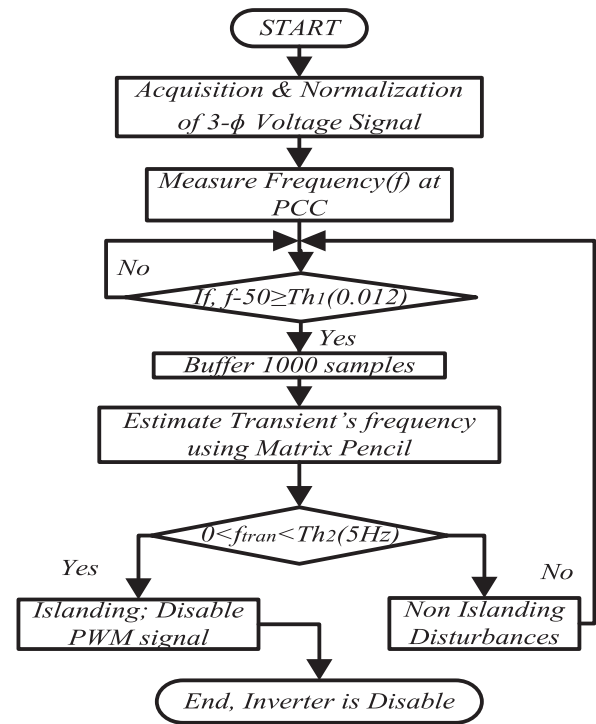 START
Acquisition & Normalization
of 3-ϕ Voltage Signal
Measure Frequency(f) at
PCC
No
If, f-50≥Th1(0.012)
Yes
Buffer 1000 samples
Estimate Transient's frequency
using Matrix Pencil
0<ftran<Th2(5Hz)
Yes
No
Islanding; Disable
PWM signal
Non Islanding
Disturbances
End, Inverter is Disable